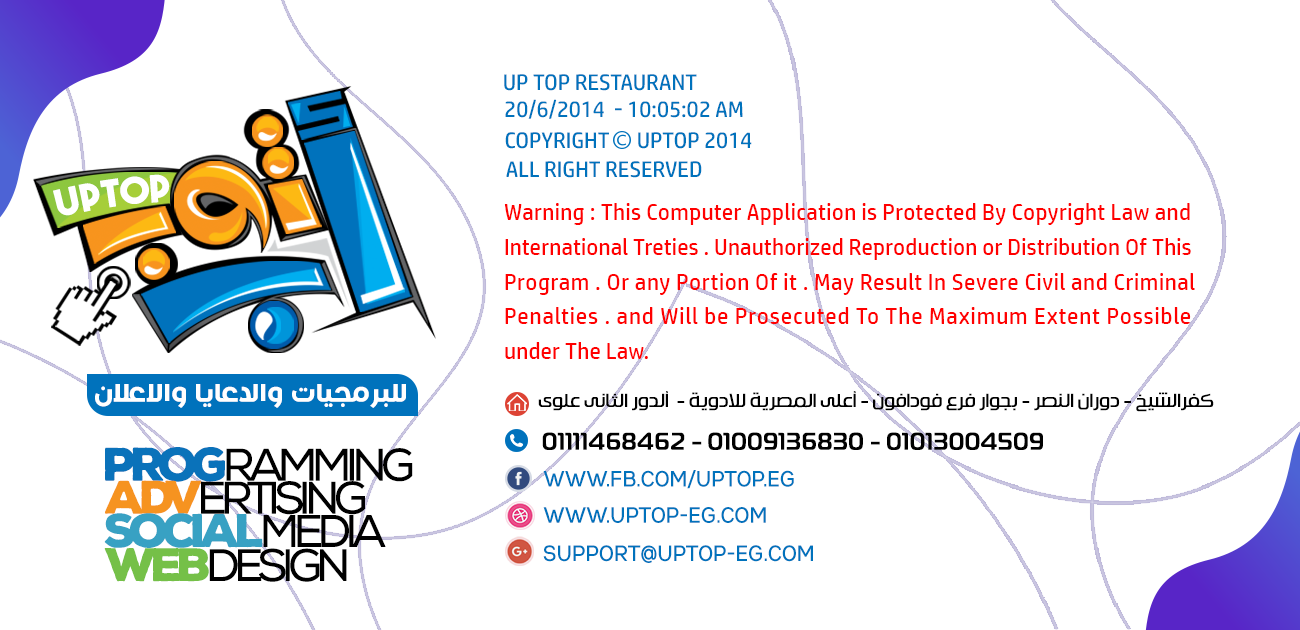 UP TOP RESTAURANT
20/6/2014 - 10:05:02 AM
COPYRIGHT © UPTOP 2014
ALL RIGHT RESERVED
Warning : This Computer Application is Protected By Copyright Law and
International Treties . Unauthorized Reproduction or Distribution Of This
Program . Or any Portion Of it . May Result In Severe Civil and Criminal
Penalties . and Will be Prosecuted To The Maximum Extent Possible
under The Law.
كفرالشيخ - دوران النصر - بجوار فرع فودافون - أعلى المصرية للادوية - ألدور الثانى علوى
01111468462 - 01009136830 - 01013004509
WWW.FB.COM/UPTOP.EG
WWW.UPTOP-EG.COM
SUPPORT@UPTOP-EG.COM
UPTOP
أب توب
للبرمجيات والدعايا والاعلان
PROGRAMMING
ADVERTISING
SOCIAL MEDIA
WEBDESIGN